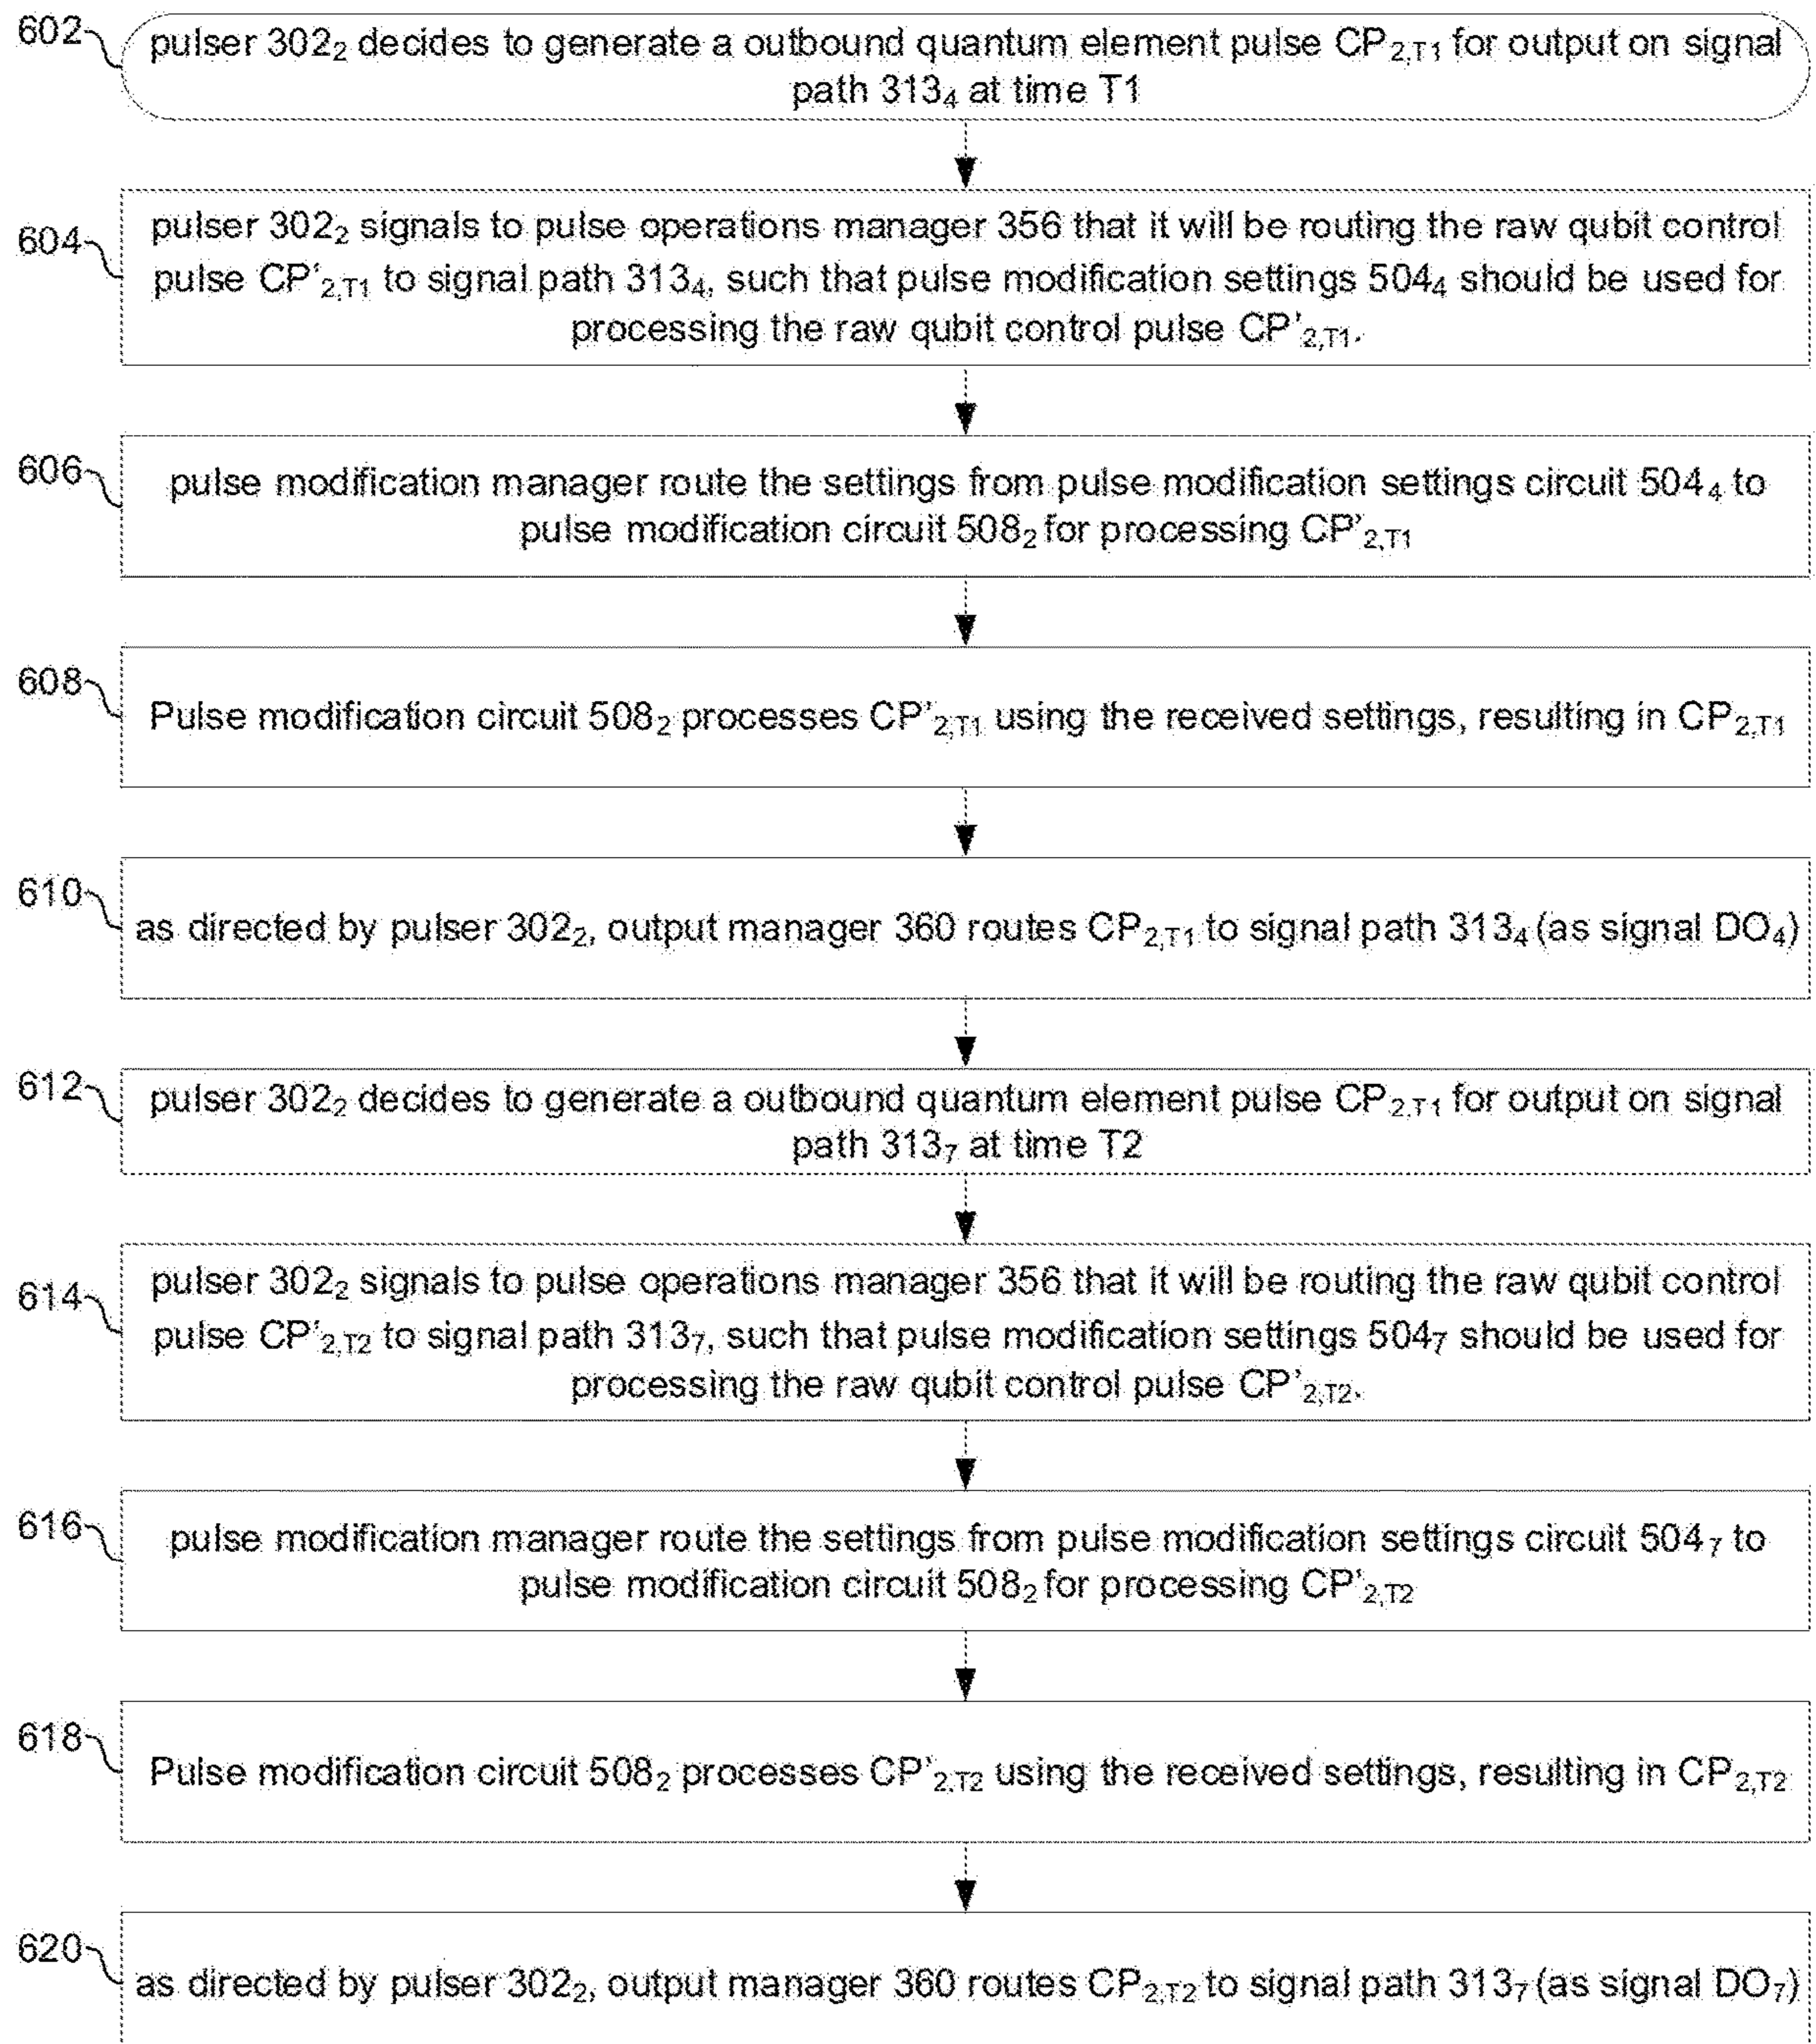 602
pulser 302₂ decides to generate a outbound quantum element pulse CP₂,T1 for output on signal
path 313₄ at time T1
604
pulser 302₂ signals to pulse operations manager 356 that it will be routing the raw qubit control
pulse CP'₂,T1 to signal path 313₄, such that pulse modification settings 504₄ should be used for
processing the raw qubit control pulse CP'₂,T1.
606
pulse modification manager route the settings from pulse modification settings circuit 504₄ to
pulse modification circuit 508₂ for processing CP'₂,T1
608
Pulse modification circuit 508₂ processes CP'₂,T1 using the received settings, resulting in CP₂,T1
610
as directed by pulser 302₂, output manager 360 routes CP₂,T1 to signal path 313₄ (as signal DO₄)
612
pulser 302₂ decides to generate a outbound quantum element pulse CP₂,T1 for output on signal
path 313₇ at time T2
614
pulser 302₂ signals to pulse operations manager 356 that it will be routing the raw qubit control
pulse CP'₂,T2 to signal path 313₇, such that pulse modification settings 504₇ should be used for
processing the raw qubit control pulse CP'₂,T2.
616
pulse modification manager route the settings from pulse modification settings circuit 504₇ to
pulse modification circuit 508₂ for processing CP'₂,T2
618
Pulse modification circuit 508₂ processes CP'₂,T2 using the received settings, resulting in CP₂,T2
620
as directed by pulser 302₂, output manager 360 routes CP₂,T2 to signal path 313₇ (as signal DO₇)